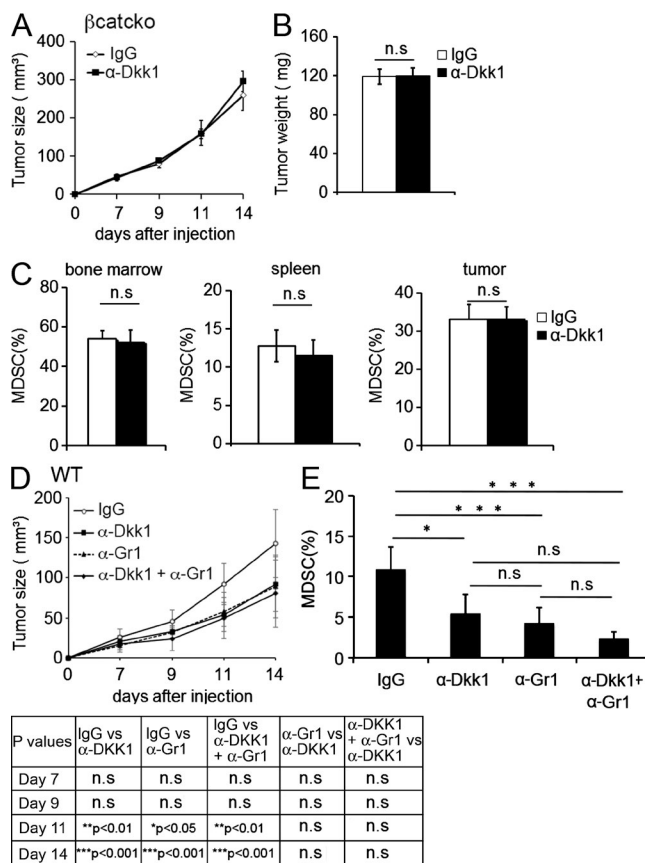 A
βcatcko
IgG
α-Dkk1
Tumor size ( mm³)
300
200
100
0
0 7 9 11 14
days after injection
B
n.s
IgG
α-Dkk1
Tumor weight ( mg)
160
120
80
40
0
C
bone marrow
n.s
MDSC(%)
80
60
40
20
0
spleen
n.s
MDSC(%)
20
15
10
5
0
tumor
n.s
IgG
α-Dkk1
MDSC(%)
40
30
20
10
0
D
WT
IgG
α-Dkk1
α-Gr1
α-Dkk1 + α-Gr1
Tumor size ( mm³)
200
150
100
50
0
0 7 9 11 14
days after injection
E
* * *
* * *
*
n.s
n.s
n.s
MDSC(%)
20
15
10
5
0
IgG α-Dkk1 α-Gr1 α-Dkk1+
α-Gr1
P values
IgG vs
α-DKK1
IgG vs
α-Gr1
IgG vs
α-DKK1
+ α-Gr1
α-Gr1 vs
α-DKK1
α-DKK1
+ α-Gr1 vs
α-DKK1
Day 7 n.s n.s n.s n.s n.s
Day 9 n.s n.s n.s n.s n.s
Day 11 **p<0.01 *p<0.05 **p<0.01 n.s n.s
Day 14 ***p<0.001 ***p<0.001 ***p<0.001 n.s n.s